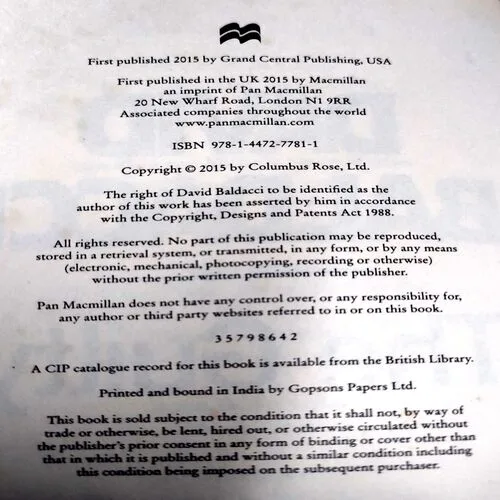 First published 2015 by Grand Central Publishing, USA
First published in the UK 2015 by Macmillan
an imprint of Pan Macmillan
20 New Wharf Road, London N1 9RR
Associated companies throughout the world
www.panmacmillan.com
ISBN 978-1-4472-7781-1
Copyright © 2015 by Columbus Rose, Ltd.
The right of David Baldacci to be identified as the
author of this work has been asserted by him in accordance
with the Copyright, Designs and Patents Act 1988.
All rights reserved. No part of this publication may be reproduced,
stored in a retrieval system, or transmitted, in any form, or by any means
(electronic, mechanical, photocopying, recording or otherwise)
without the prior written permission of the publisher.
Pan Macmillan does not have any control over, or any responsibility for,
any author or third party websites referred to in or on this book.
3 5 7 9 8 6 4 2
A CIP catalogue record for this book is available from the British Library.
Printed and bound in India by Gopsons Papers Ltd.
This book is sold subject to the condition that it shall not, by way of
trade or otherwise, be lent, hired out, or otherwise circulated without
the publisher's prior consent in any form of binding or cover other than
that in which it is published and without a similar condition including
this condition being imposed on the subsequent purchaser.